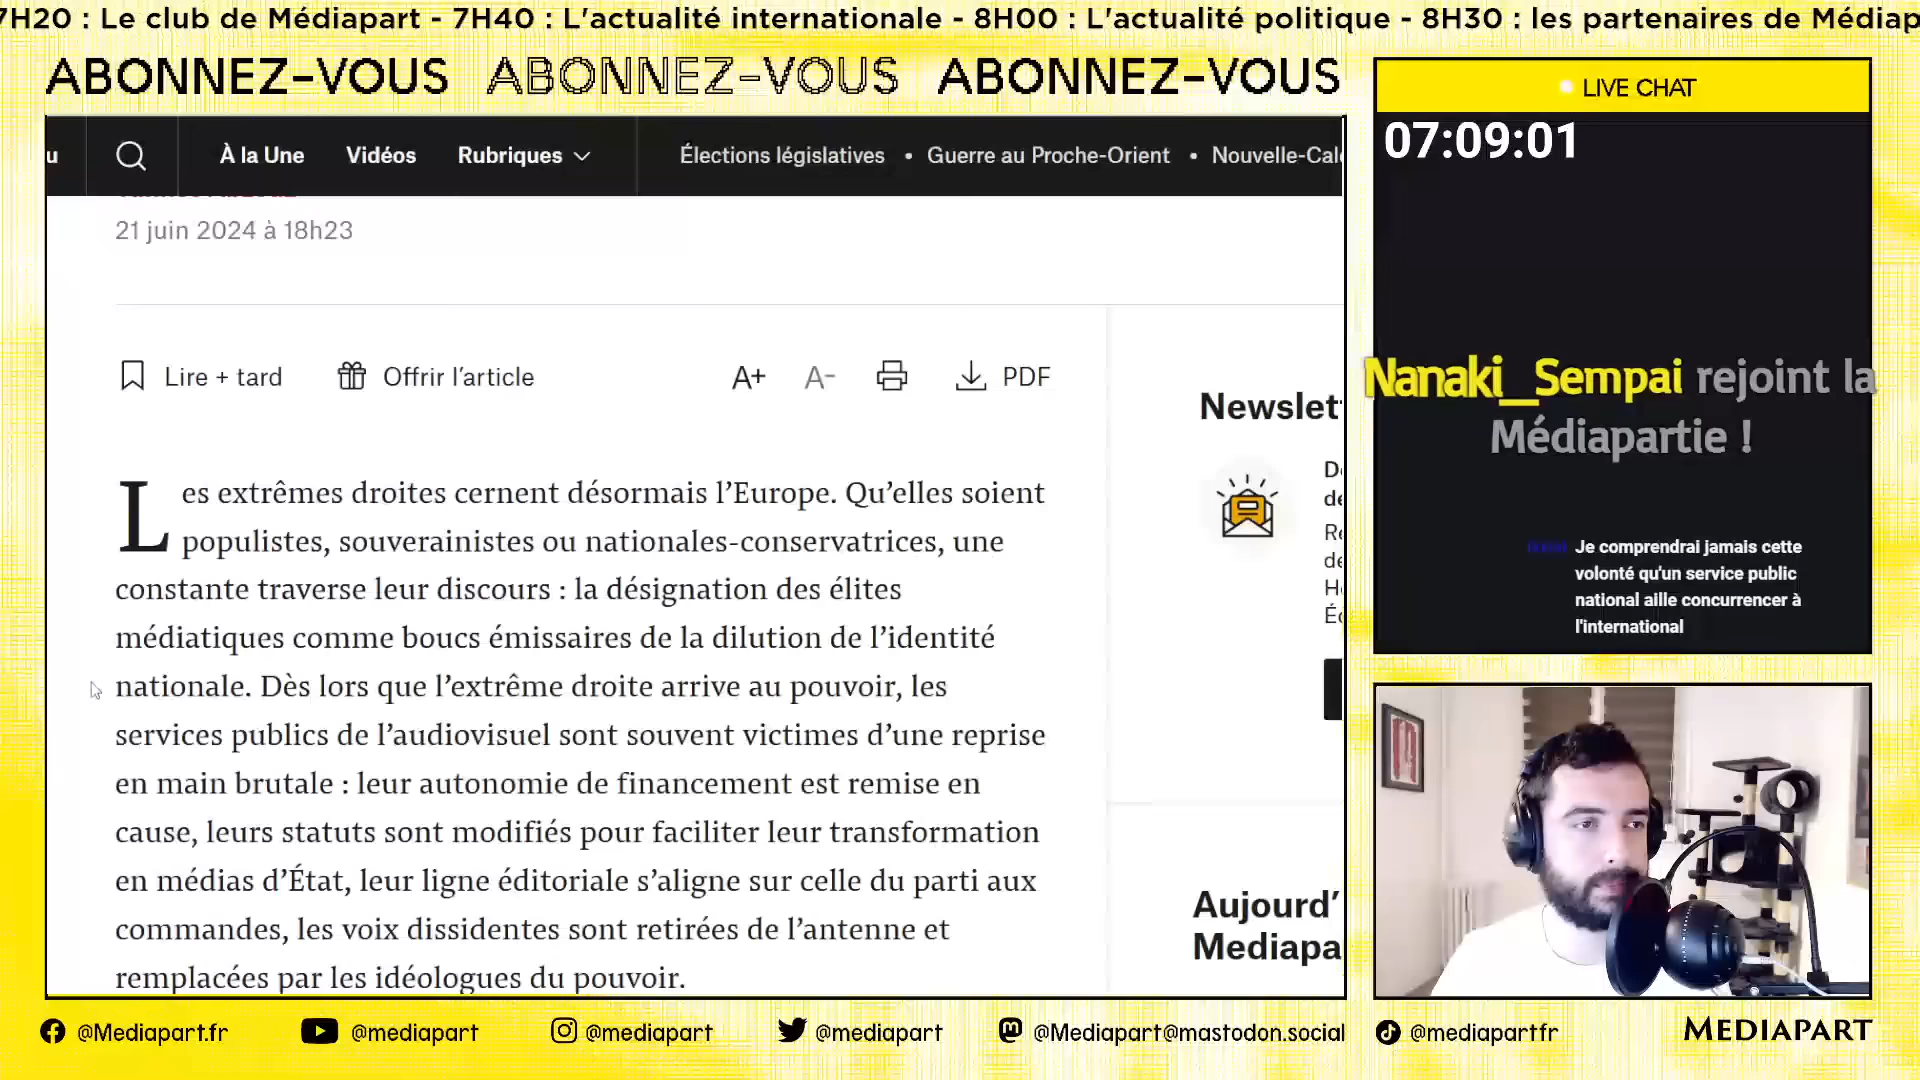 7H20 : Le club de Médiapart - 7H40 : L'actualité internationale - 8H00 : L'actualité politique - 8H30 : les partenaires de Médiap
ABONNEZ-VOUS ABONNEZ-VOUS ABONNEZ-VOUS
u À la Une Vidéos Rubriques Élections législatives • Guerre au Proche-Orient • Nouvelle-Cal
21 juin 2024 à 18h23
Lire + tard Offrir l’article A+ A- PDF
Les extrêmes droites cernent désormais l’Europe. Qu’elles soient
populistes, souverainistes ou nationales-conservatrices, une
constante traverse leur discours : la désignation des élites
médiatiques comme boucs émissaires de la dilution de l’identité
nationale. Dès lors que l’extrême droite arrive au pouvoir, les
services publics de l’audiovisuel sont souvent victimes d’une reprise
en main brutale : leur autonomie de financement est remise en
cause, leurs statuts sont modifiés pour faciliter leur transformation
en médias d’État, leur ligne éditoriale s’aligne sur celle du parti aux
commandes, les voix dissidentes sont retirées de l’antenne et
remplacées par les idéologues du pouvoir.
Newslet
D
de
Re
de
H
Éc
Aujourd’
Mediapa
LIVE CHAT
07:09:01
Nanaki_Sempai rejoint la
Médiapartie !
Je comprendrai jamais cette
volonté qu'un service public
national aille concurrencer à
l'international
@Mediapart.fr @mediapart @mediapart @mediapart @Mediapart@mastodon.social @mediapartfr MEDIAPART